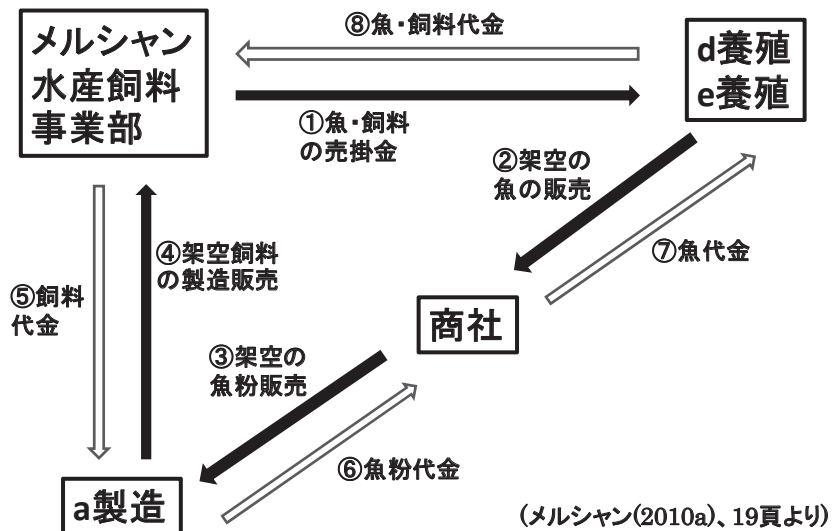 メルシャン
水産飼料
事業部
⑧魚・飼料代金
d養殖
e養殖
①魚・飼料
の売掛金
②架空の
魚の販売
⑦魚代金
④架空飼料
の製造販売
⑤飼料
代金
商社
③架空の
魚粉販売
⑥魚粉代金
a製造
(メルシャン(2010a)、19頁より)